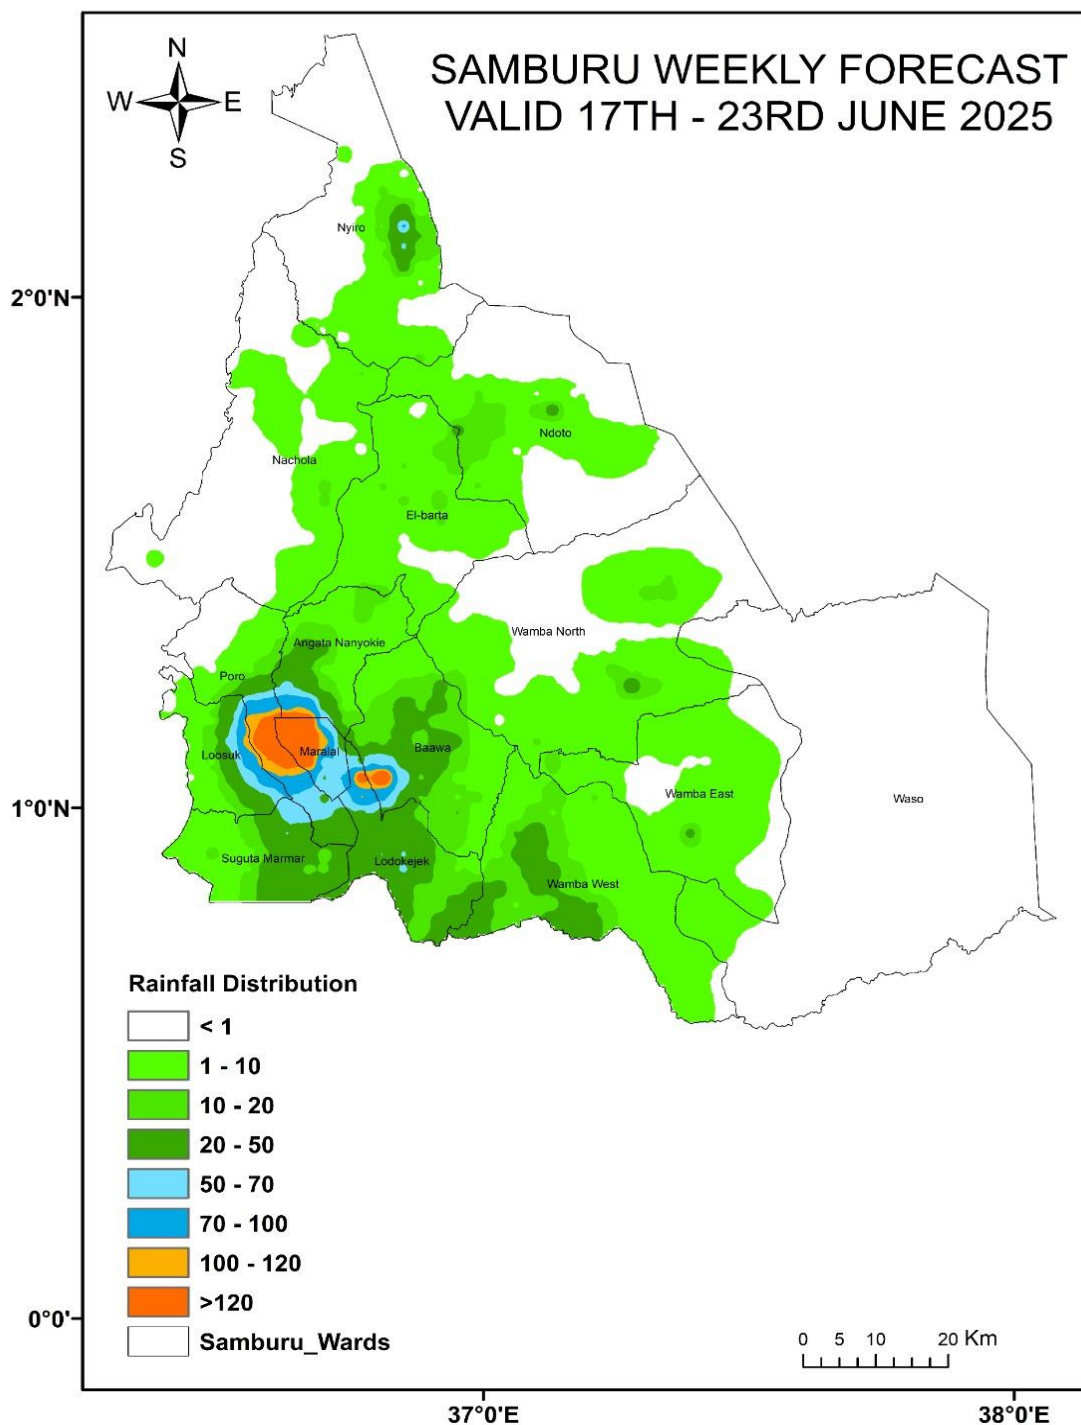 SAMBURU WEEKLY FORECAST
VALID 17TH - 23RD JUNE 2025
N
W E
S
Nyiro
2°0'N
Ndoto
Nachola
El-barta
Wamba North
Angata Nanyokie
Poro
Baawa
Maralal
Loosuk
Wamba East
Waso
1°0'N
Suguta Marmar
Lodokejek
Wamba West
Rainfall Distribution
< 1
1 - 10
10 - 20
20 - 50
50 - 70
70 - 100
100 - 120
>120
Samburu_Wards
0°0'
0 5 10 20 Km
37°0'E
38°0'E